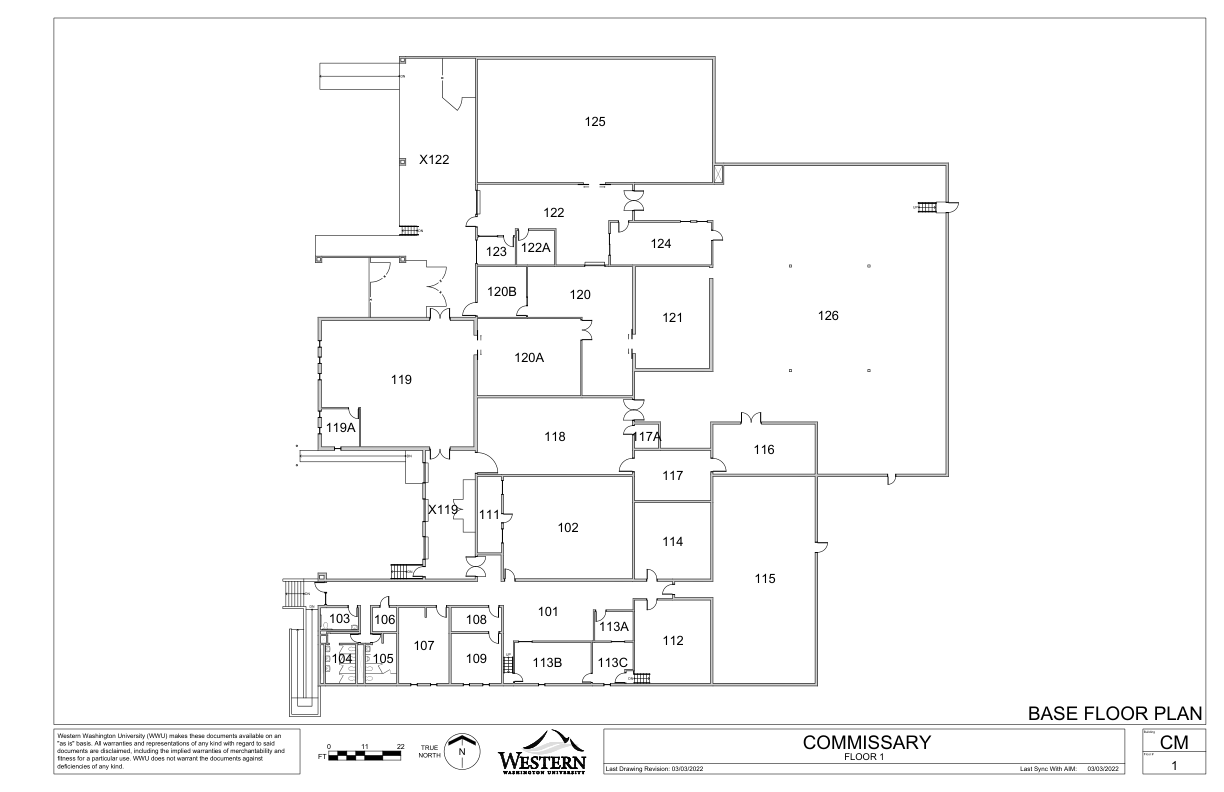 125
X122
122
123
122A
124
120B
120
121
126
120A
119
119A
118
117A
116
117
X119
111
102
114
115
101
103
106
108
113A
107
112
104
105
109
113B
113C
BASE FLOOR PLAN
Western Washington University (WWU) makes these documents available on an
"as is" basis. All warranties and representations of any kind with regard to said
documents are disclaimed, including the implied warranties of merchantability and
fitness for a particular use. WWU does not warrant the documents against
deficiencies of any kind.
0 11 22
FT
TRUE
NORTH
N
WESTERN
WASHINGTON UNIVERSITY
COMMISSARY
FLOOR 1
Last Drawing Revision: 03/03/2022
Last Sync With AIM: 03/03/2022
Building
CM
1